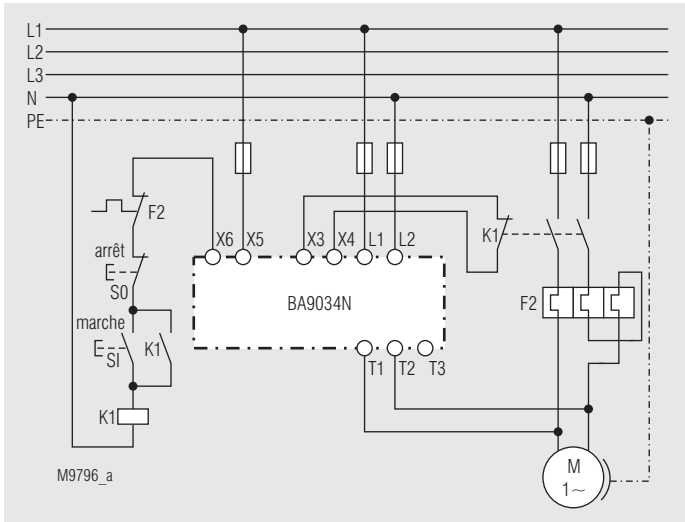 L1
L2
L3
N
PE
F2
X6 X5 X3 X4 L1 L2
K1
arrêt
S0
BA9034N
F2
marche
SI
K1
T1 T2 T3
K1
M9796_a
M
1~